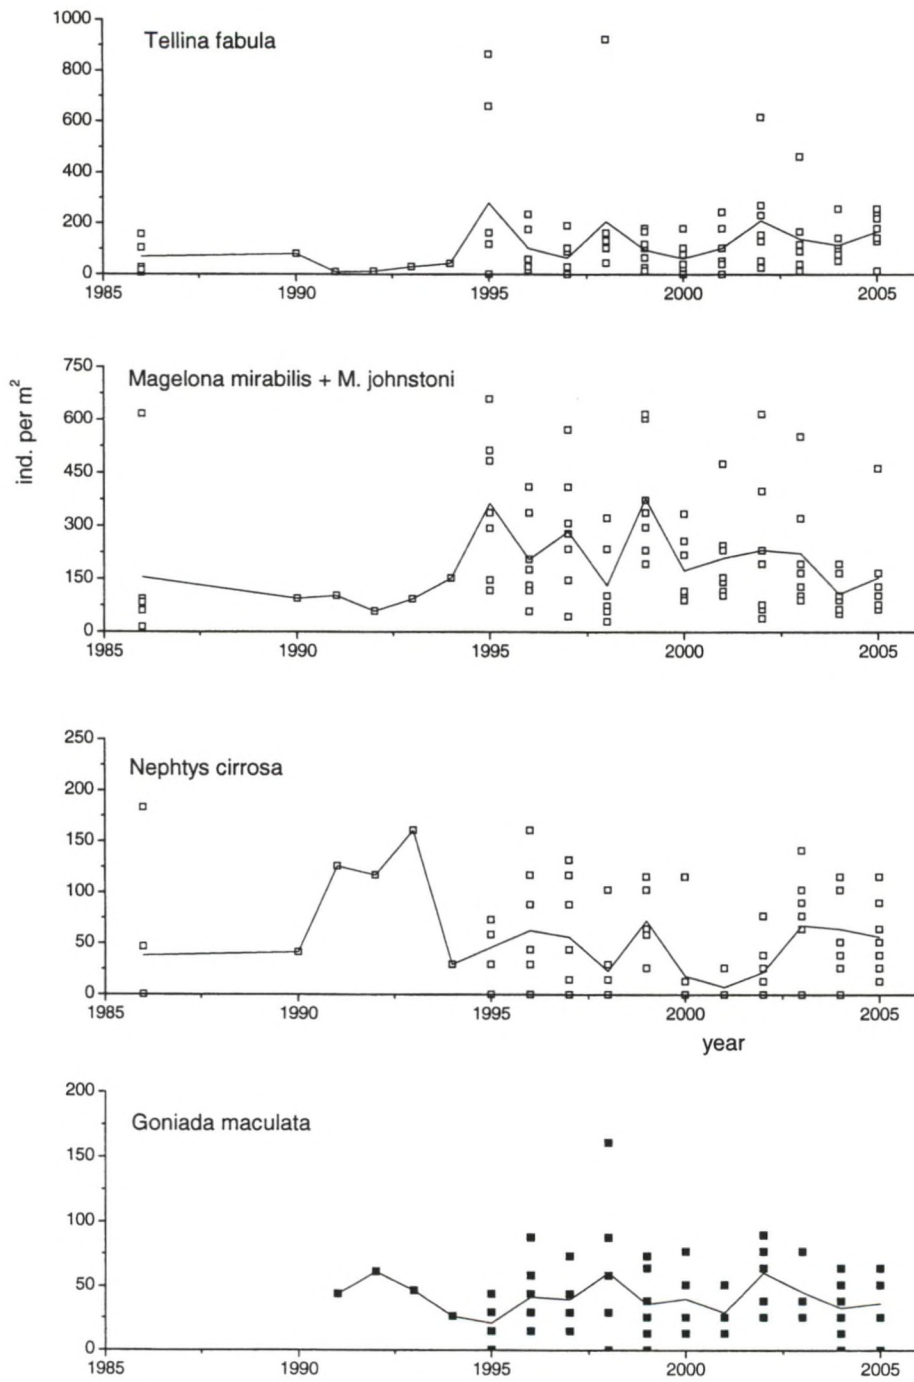 Tellina fabula
1000
800
600
400
200
0
1985 1990 1995 2000 2005
ind. per m²
Magelona mirabilis + M. johnstoni
750
600
450
300
150
0
1985 1990 1995 2000 2005
Nephtys cirrosa
250
200
150
100
50
0
1985 1990 1995 2000 2005
year
Goniada maculata
200
150
100
50
0
1985 1990 1995 2000 2005